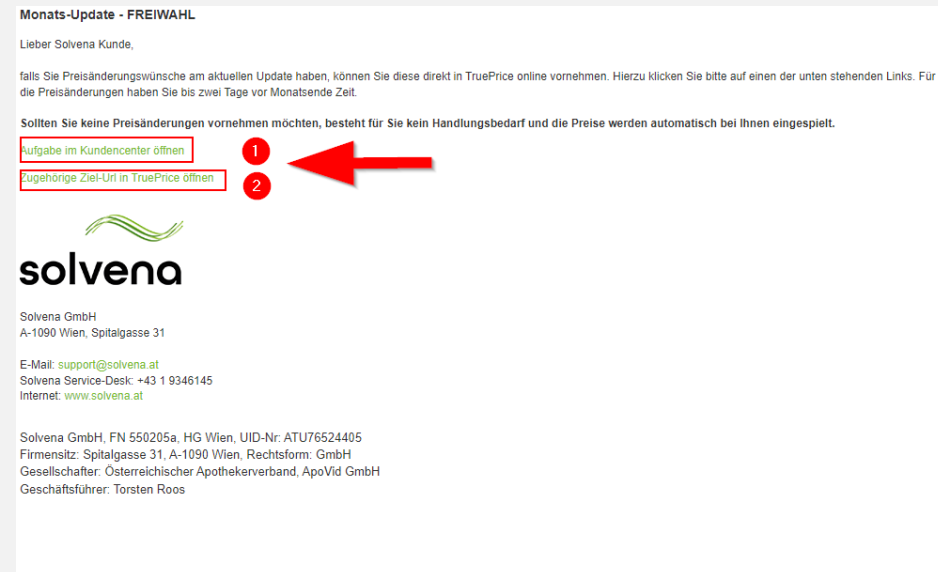 Monats-Update - FREIWAHL
Lieber Solvena Kunde,
falls Sie Preisänderungswünsche am aktuellen Update haben, können Sie diese direkt in TruePrice online vornehmen. Hierzu klicken Sie bitte auf einen der unten stehenden Links. Für
die Preisänderungen haben Sie bis zwei Tage vor Monatsende Zeit.
Sollten Sie keine Preisänderungen vornehmen möchten, besteht für Sie kein Handlungsbedarf und die Preise werden automatisch bei Ihnen eingespielt.
Aufgabe im Kundencenter öffnen
1
Zugehörige Ziel-Url in TruePrice öffnen
2
solvena
Solvena GmbH
A-1090 Wien, Spitalgasse 31
E-Mail: support@solvena.at
Solvena Service-Desk: +43 1 9346145
Internet: www.solvena.at
Solvena GmbH, FN 550205a, HG Wien, UID-Nr: ATU76524405
Firmensitz: Spitalgasse 31, A-1090 Wien, Rechtsform: GmbH
Gesellschafter: Österreichischer Apothekerverband, ApoVid GmbH
Geschäftsführer: Torsten Roos